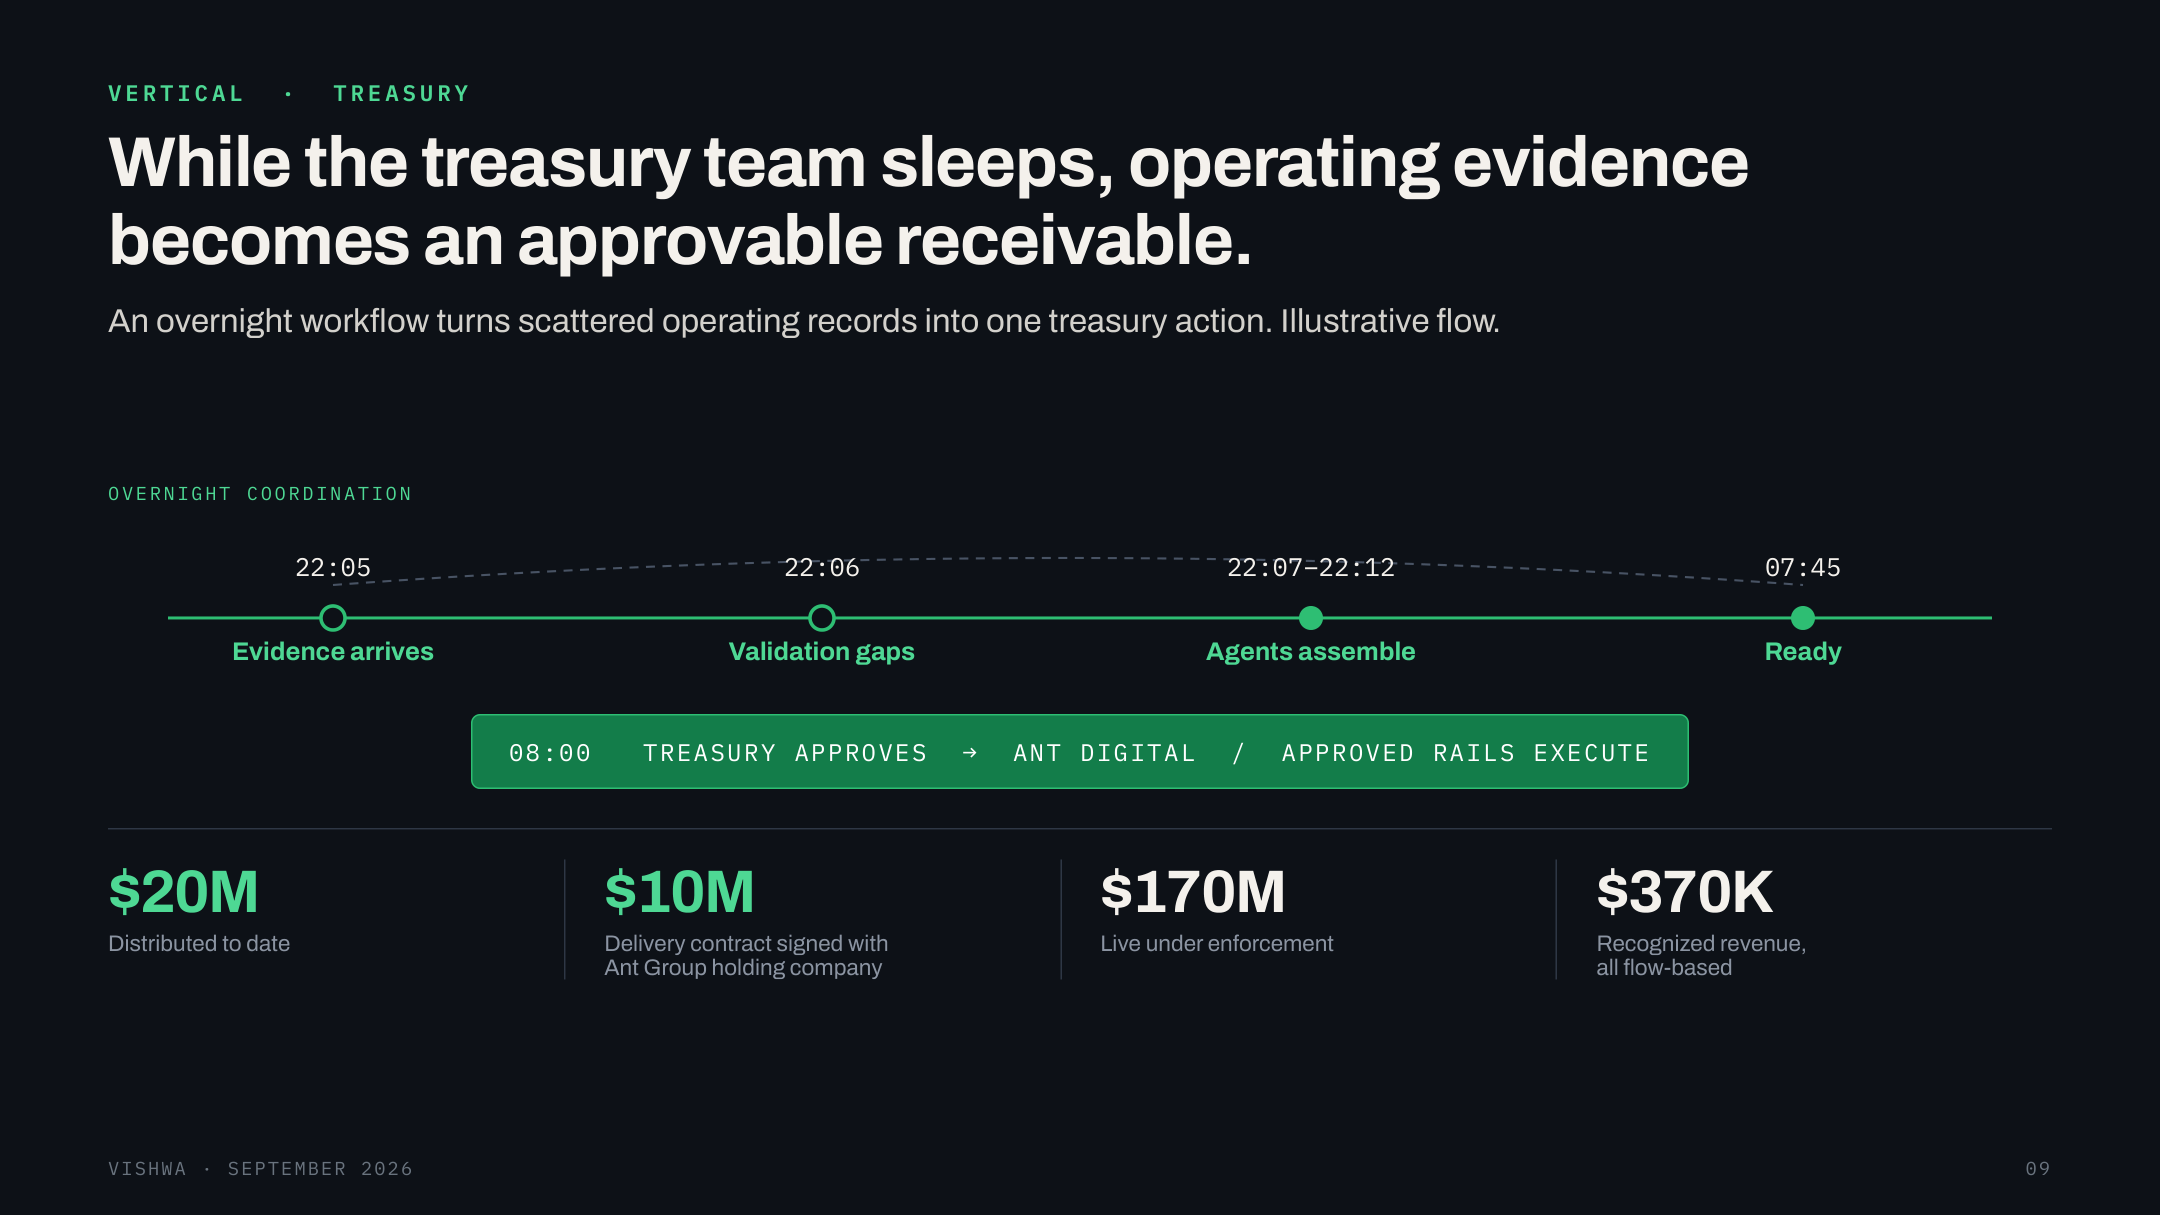 VERTICAL · TREASURY
While the treasury team sleeps, operating evidence
becomes an approvable receivable.
An overnight workflow turns scattered operating records into one treasury action. Illustrative flow.
OVERNIGHT COORDINATION
22:05
22:06
22:07–22:12
07:45
Evidence arrives
Validation gaps
Agents assemble
Ready
08:00 TREASURY APPROVES → ANT DIGITAL / APPROVED RAILS EXECUTE
$20M
Distributed to date
$10M
Delivery contract signed with
Ant Group holding company
$170M
Live under enforcement
$370K
Recognized revenue,
all flow-based
VISHWA · SEPTEMBER 2026
09